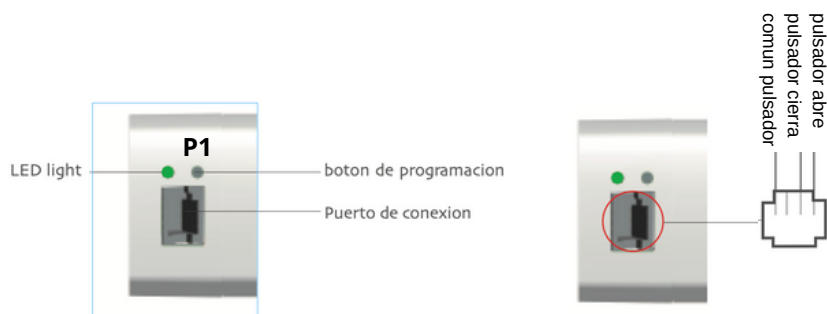 P1
LED light
boton de programacion
Puerto de conexion
comun pulsador
pulsador cierra
pulsador abre